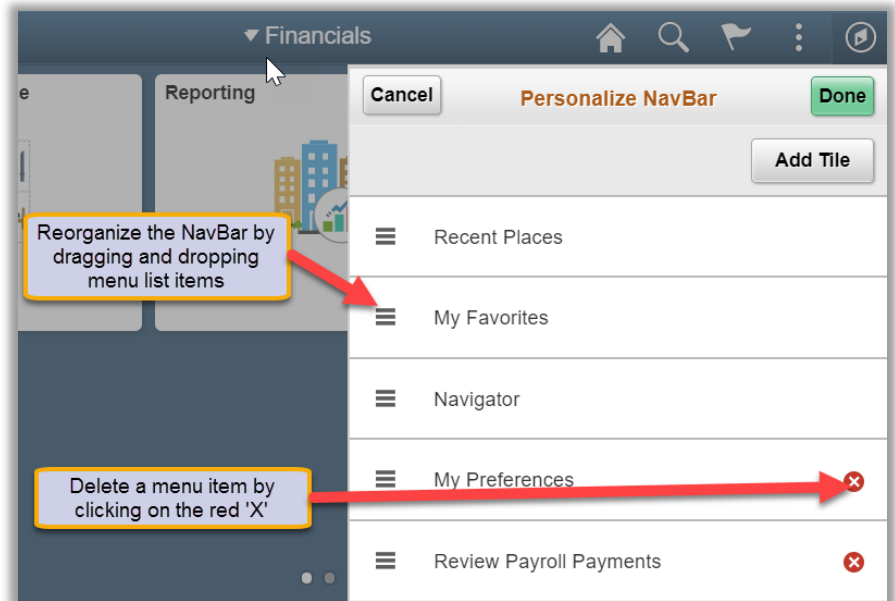 Financials
e
Reporting
Cancel
Personalize NavBar
Done
Add Tile
Reorganize the NavBar by
dragging and dropping
menu list items
Recent Places
My Favorites
Navigator
Delete a menu item by
clicking on the red 'X'
My Preferences
Review Payroll Payments